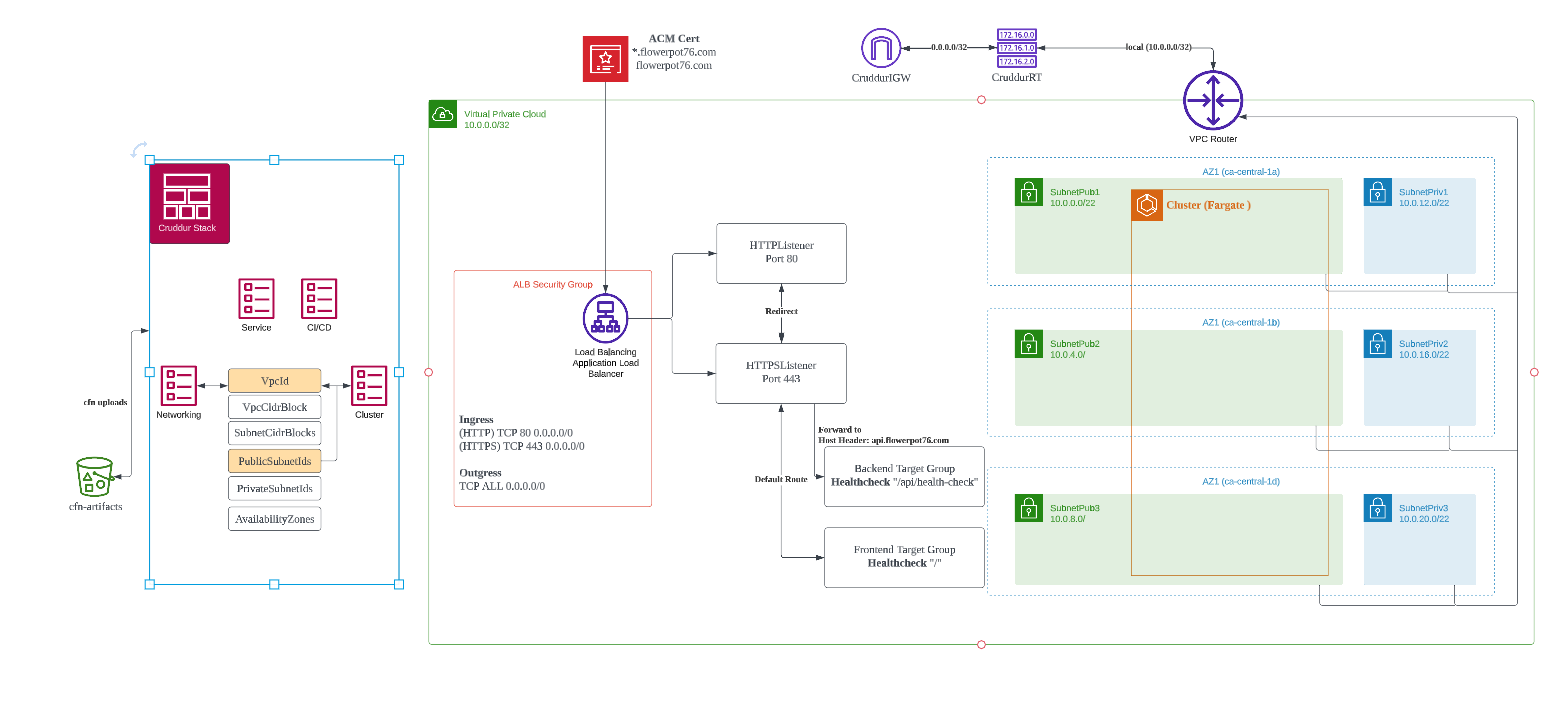 ACM Cert
*.flowerpot76.com
flowerpot76.com
0.0.0.0/32
172.16.0.0
172.16.1.0
172.16.2.0
local (10.0.0.0/32)
CruddurIGW
CruddurRT
VPC Router
Virtual Private Cloud
10.0.0.0/32
Cruddur Stack
Service
CI/CD
Networking
Cluster
VpcId
VpcCldrBlock
SubnetCidrBlocks
PublicSubnetIds
PrivateSubnetIds
AvailabilityZones
cfn uploads
cfn-artifacts
ALB Security Group
Load Balancing
Application Load
Balancer
Ingress
(HTTP) TCP 80 0.0.0.0/0
(HTTPS) TCP 443 0.0.0.0/0
Outgress
TCP ALL 0.0.0.0/0
HTTPListener
Port 80
Redirect
HTTPSListener
Port 443
Forward to
Host Header: api.flowerpot76.com
Backend Target Group
Healthcheck "/api/health-check"
Default Route
Frontend Target Group
Healthcheck "/"
AZ1 (ca-central-1a)
SubnetPub1
10.0.0.0/22
Cluster (Fargate )
SubnetPriv1
10.0.12.0/22
AZ1 (ca-central-1b)
SubnetPub2
10.0.4.0/
SubnetPriv2
10.0.16.0/22
AZ1 (ca-central-1d)
SubnetPub3
10.0.8.0/
SubnetPriv3
10.0.20.0/22